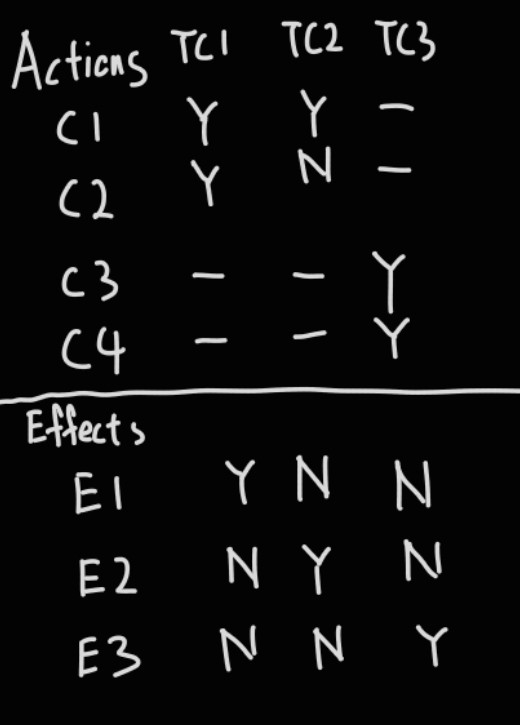 Actions TC1 TC2 TC3
C1 Y Y -
C2 Y N -
C3 - - Y
C4 - - Y
Effects
E1 Y N N
E2 N Y N
E3 N N Y